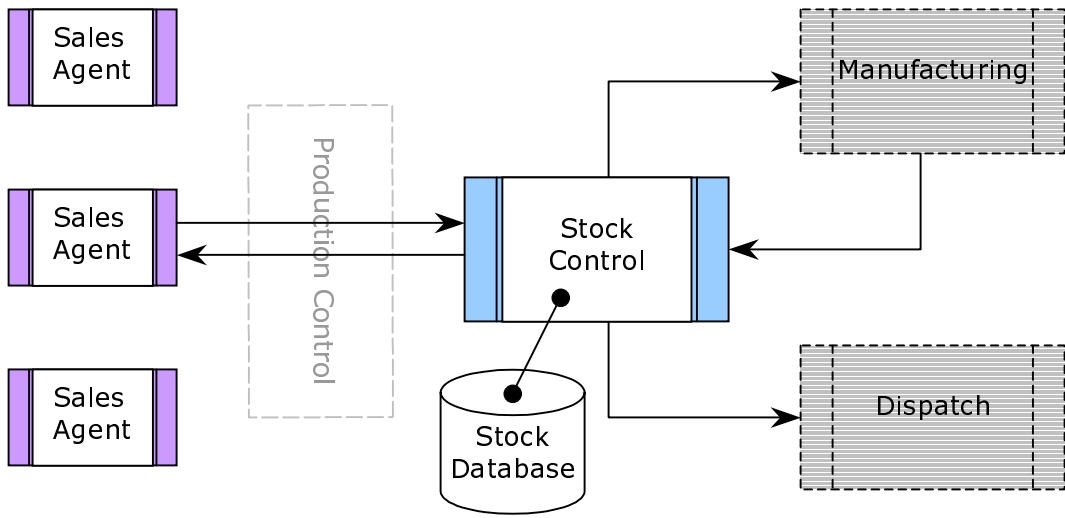 Sales
Agent
Manufacturing
Production Control
Sales
Agent
Stock
Control
Sales
Agent
Stock
Database
Dispatch